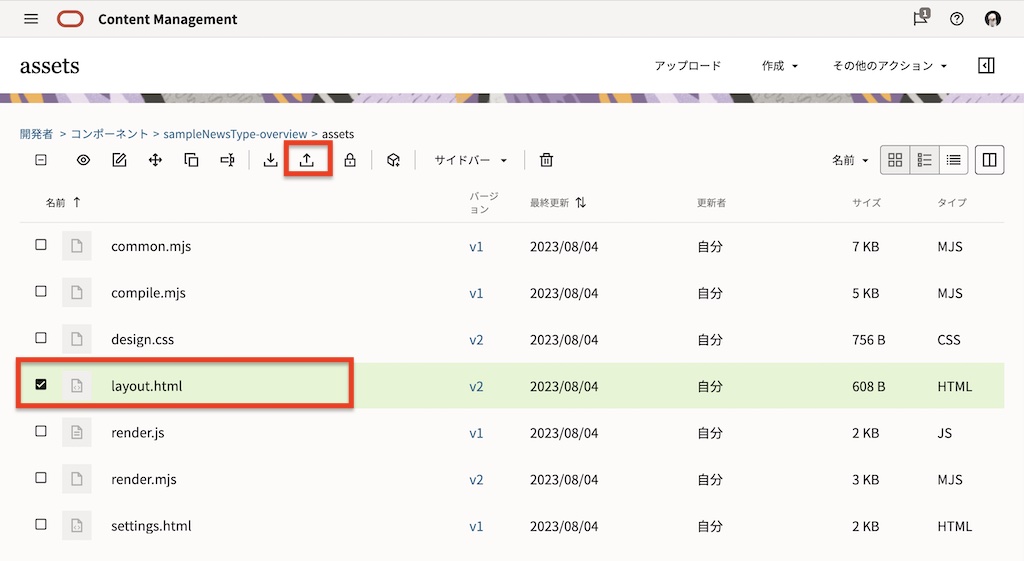 Content Management
1
assets
アップロード 作成 その他のアクション
開発者 > コンポーネント > sampleNewsType-overview > assets
サイドバー 名前
名前 バージョン 最終更新 更新者 サイズ タイプ
common.mjs v1 2023/08/04 自分 7 KB MJS
compile.mjs v1 2023/08/04 自分 5 KB MJS
design.css v2 2023/08/04 自分 756 B CSS
layout.html v2 2023/08/04 自分 608 B HTML
render.js v1 2023/08/04 自分 2 KB JS
render.mjs v2 2023/08/04 自分 3 KB MJS
settings.html v1 2023/08/04 自分 2 KB HTML